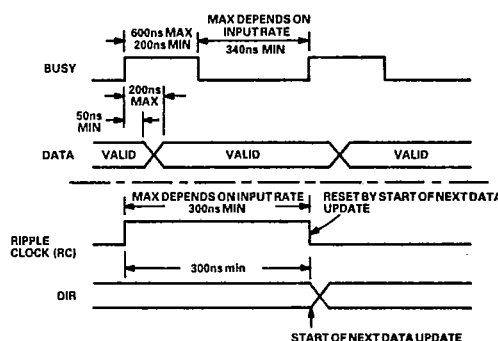 600ns MAX
200ns MIN
MAX DEPENDS ON
INPUT RATE
340ns MIN
BUSY
200ns
MAX
50ns
MIN
DATA
VALID
VALID
VALID
MAX DEPENDS ON INPUT RATE
300ns MIN
RESET BY START OF NEXT DATA
UPDATE
RIPPLE
CLOCK (RC)
300ns min
DIR
START OF NEXT DATA UPDATE